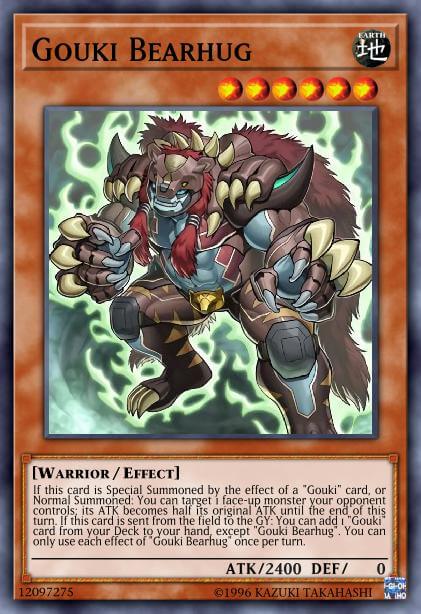 Gouki Bearhug
EARTH
地
[Warrior / Effect]
If this card is Special Summoned by the effect of a "Gouki" card, or
Normal Summoned: You can target 1 face-up monster your opponent
controls; its ATK becomes half its original ATK until the end of this
turn. If this card is sent from the field to the GY: You can add 1 "Gouki"
card from your Deck to your hand, except "Gouki Bearhug". You can
only use each effect of "Gouki Bearhug" once per turn.
ATK/2400 DEF/ 0
12097275
©1996 KAZUKI TAKAHASHI